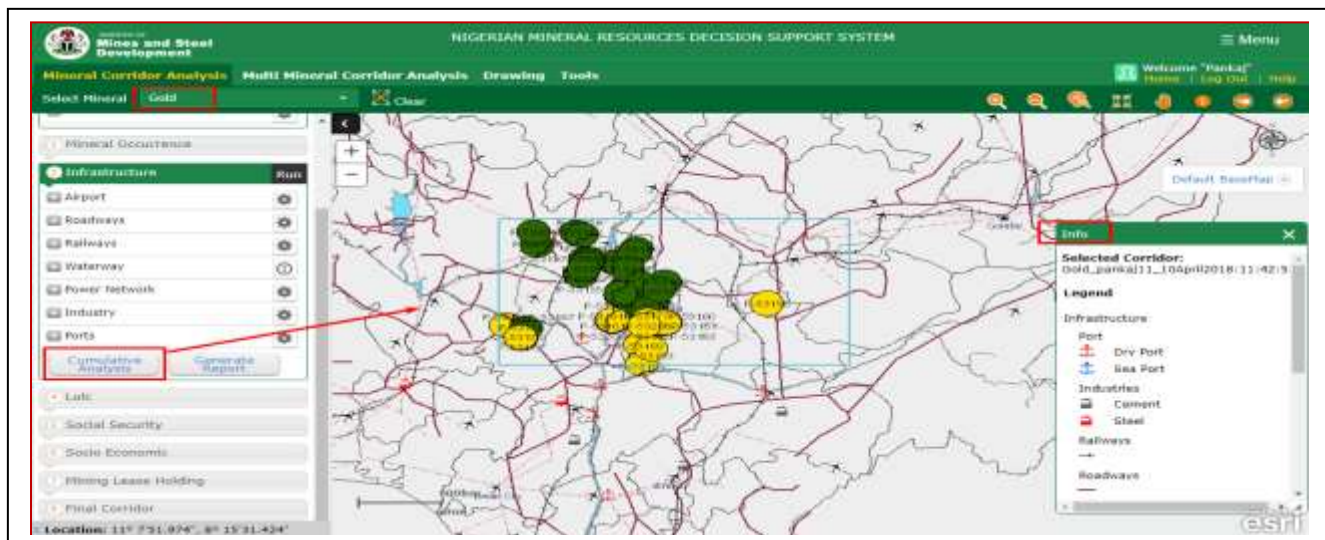 Mines and Steel
Development
NIGERIAN MINERAL RESOURCES DECISION SUPPORT SYSTEM
Menu
Mineral Corridor Analysis Multi Mineral Corridor Analysis Drawing Tools
Welcome "Pankaj"
Home | Log Out | Help
Select Mineral Gold
Clear
Mineral Occurrence
Infrastructure Run
Airport
Roadways
Railways
Waterway
Power Network
Industry
Ports
Cumulative
Analysis
Generate
Report
Lulc
Social Security
Socio Economic
Mining Lease Holding
Final Corridor
Location:
Default BaseMap
Info
Selected Corridor:
Gold_pankaj11_10April2018:11:42:5
Legend
Infrastructure
Port
Dry Port
Sea Port
Industries
Cement
Steel
Railways
Roadways
esri